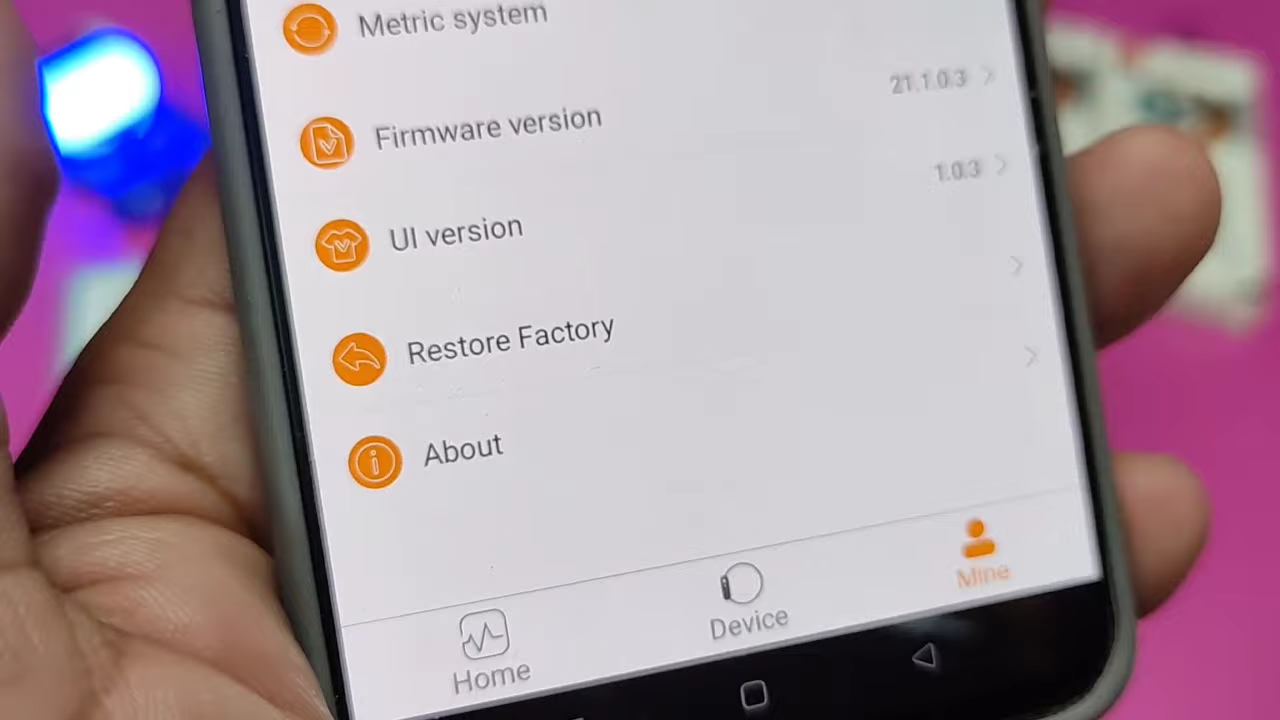 Metric system
Firmware version 21.1.0.3
UI version 1.0.3
Restore Factory
About
Home Device Mine